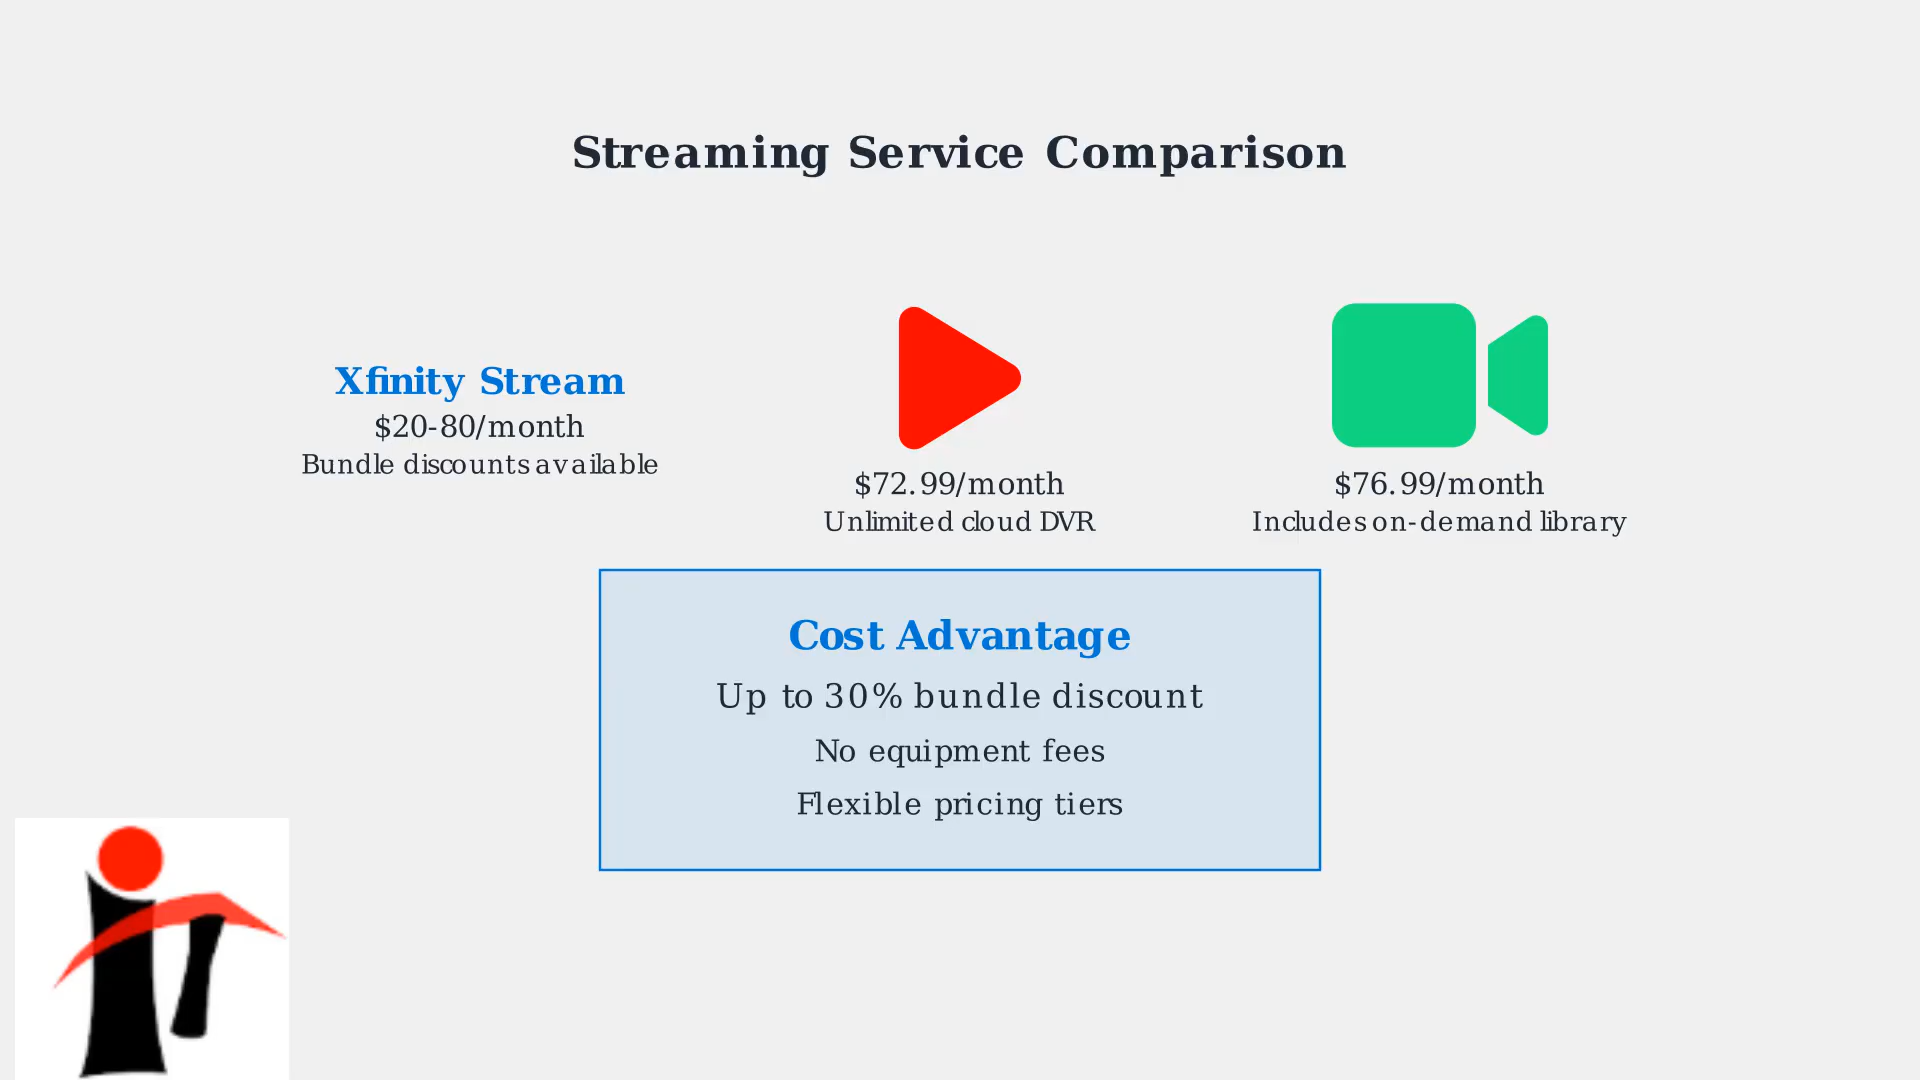 Streaming Service Comparison
Xfinity Stream
$20-80/month
Bundle discounts available
$72.99/month
Unlimited cloud DVR
$76.99/month
Includes on-demand library
Cost Advantage
Up to 30% bundle discount
No equipment fees
Flexible pricing tiers